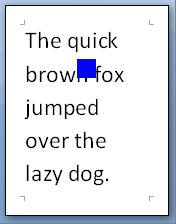 The quick
brown fox
jumped
over the
lazy dog.